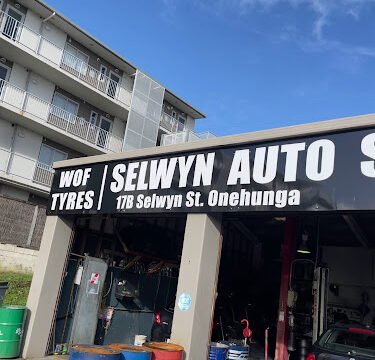 WOF
TYRES
SELWYN AUTO S
17B Selwyn St. Onehunga